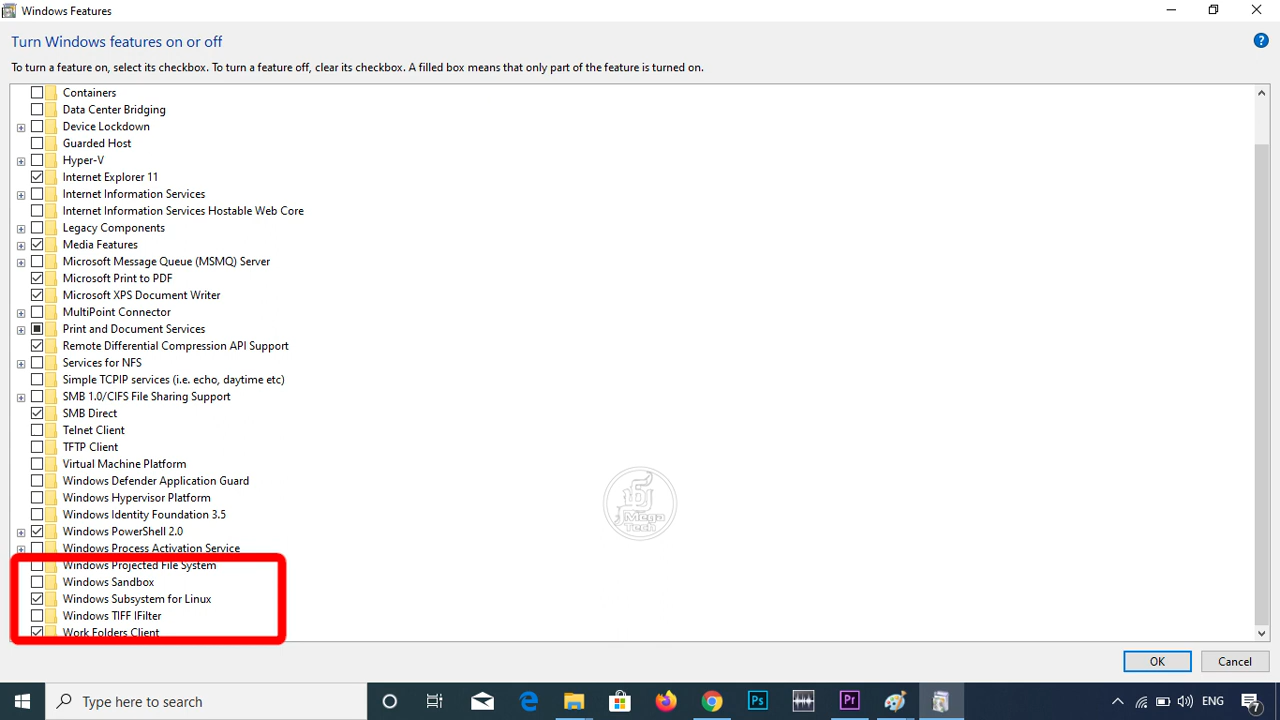 Windows Features
Turn Windows features on or off
To turn a feature on, select its checkbox. To turn a feature off, clear its checkbox. A filled box means that only part of the feature is turned on.
Containers
Data Center Bridging
Device Lockdown
Guarded Host
Hyper-V
Internet Explorer 11
Internet Information Services
Internet Information Services Hostable Web Core
Legacy Components
Media Features
Microsoft Message Queue (MSMQ) Server
Microsoft Print to PDF
Microsoft XPS Document Writer
MultiPoint Connector
Print and Document Services
Remote Differential Compression API Support
Services for NFS
Simple TCPIP services (i.e. echo, daytime etc)
SMB 1.0/CIFS File Sharing Support
SMB Direct
Telnet Client
TFTP Client
Virtual Machine Platform
Windows Defender Application Guard
Windows Hypervisor Platform
Windows Identity Foundation 3.5
Windows PowerShell 2.0
Windows Process Activation Service
Windows Projected File System
Windows Sandbox
Windows Subsystem for Linux
Windows TIFF IFilter
Work Folders Client
Mega
Tech
OK
Cancel
Type here to search
Ps
Pr
ENG
7